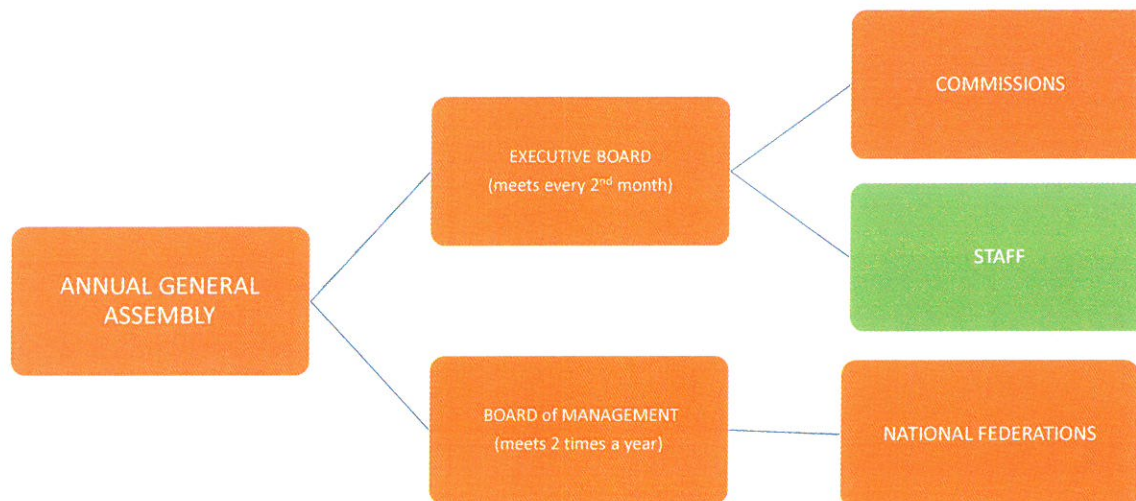 ANNUAL GENERAL
ASSEMBLY
EXECUTIVE BOARD
(meets every 2nd month)
BOARD of MANAGEMENT
(meets 2 times a year)
COMMISSIONS
STAFF
NATIONAL FEDERATIONS